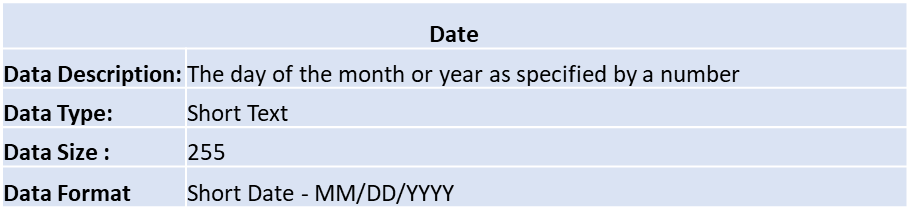 Date
Data Description: The day of the month or year as specified by a number
Data Type: Short Text
Data Size : 255
Data Format Short Date - MM/DD/YYYY